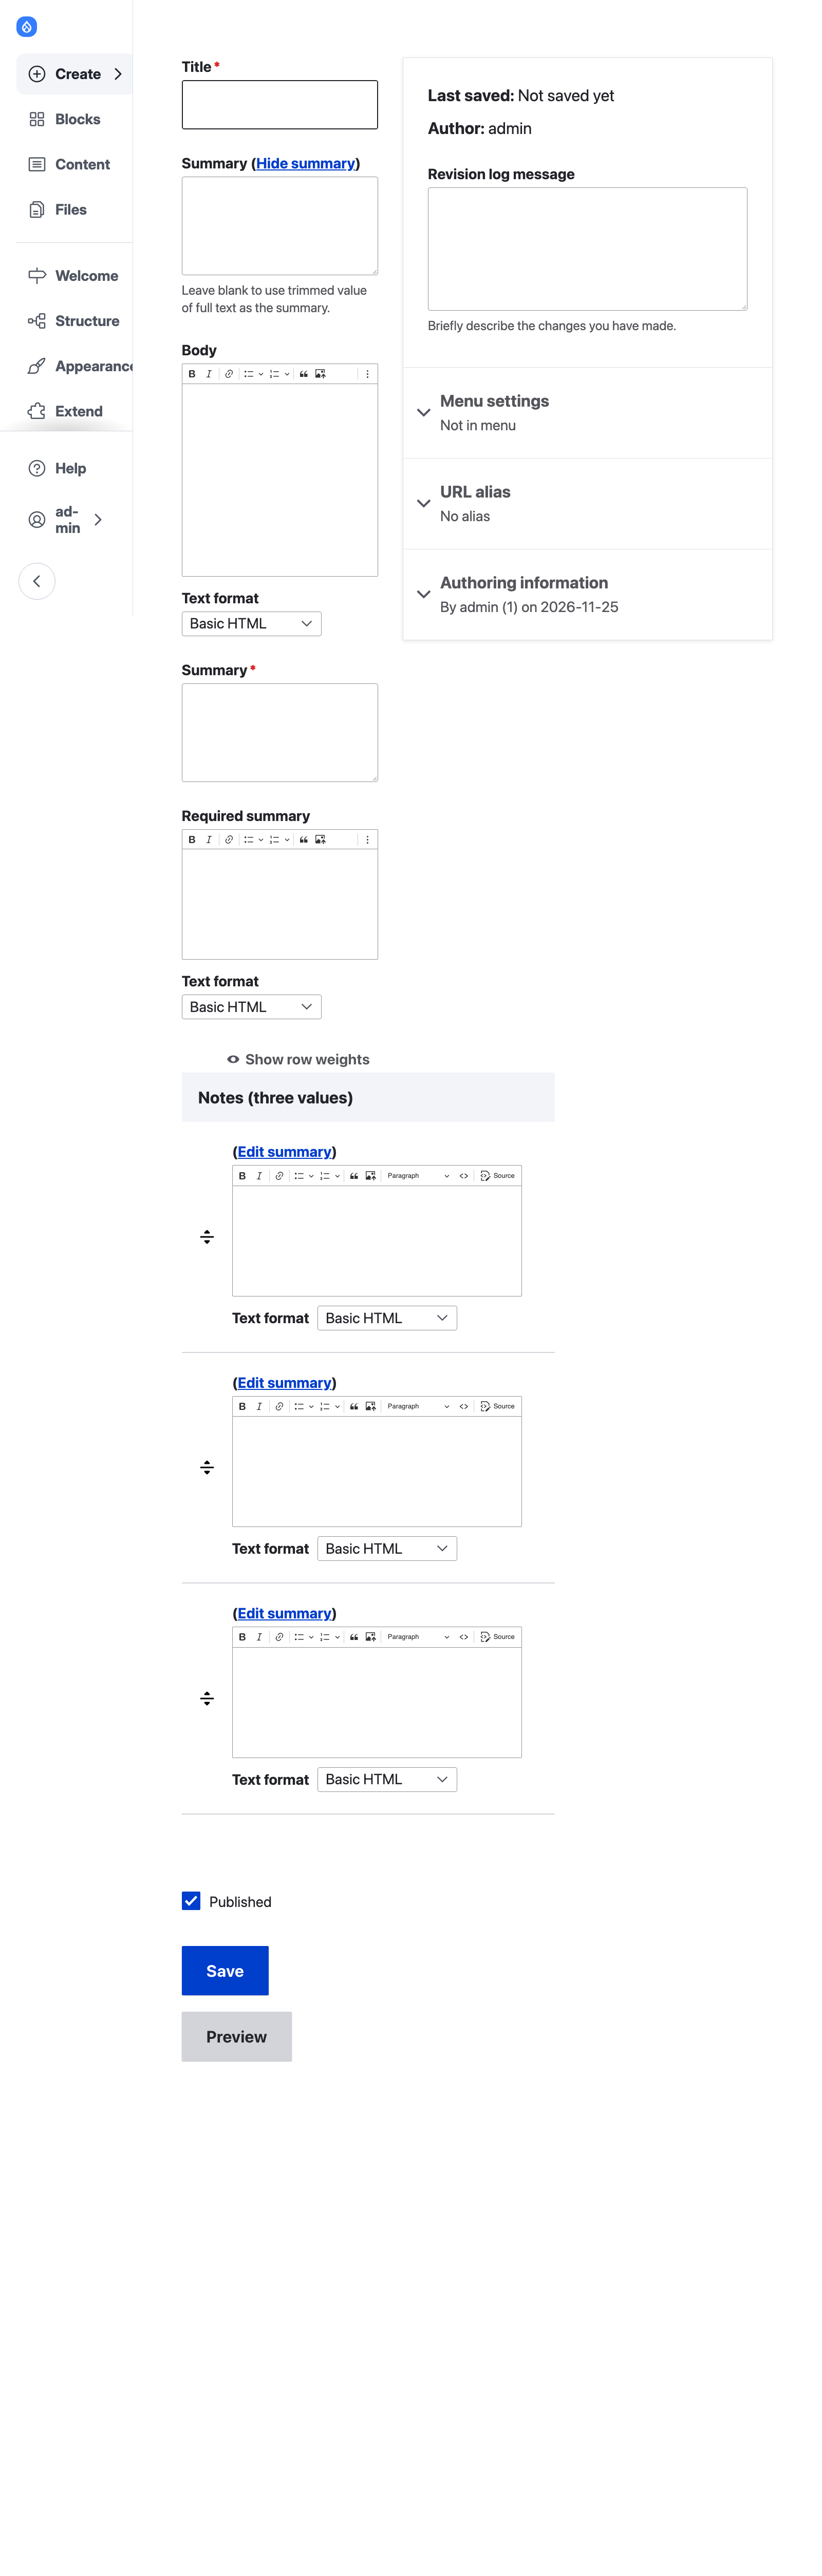 Create
Blocks
Content
Files
Welcome
Structure
Appearance
Extend
Help
ad-
min
Title *
Summary (Hide summary)
Leave blank to use trimmed value
of full text as the summary.
Body
B I
Text format
Basic HTML
Summary *
Required summary
B I
Text format
Basic HTML
Show row weights
Notes (three values)
(Edit summary)
B I Paragraph Source
Text format Basic HTML
(Edit summary)
B I Paragraph Source
Text format Basic HTML
(Edit summary)
B I Paragraph Source
Text format Basic HTML
Published
Save
Preview
Last saved: Not saved yet
Author: admin
Revision log message
Briefly describe the changes you have made.
Menu settings
Not in menu
URL alias
No alias
Authoring information
By admin (1) on 2026-11-25